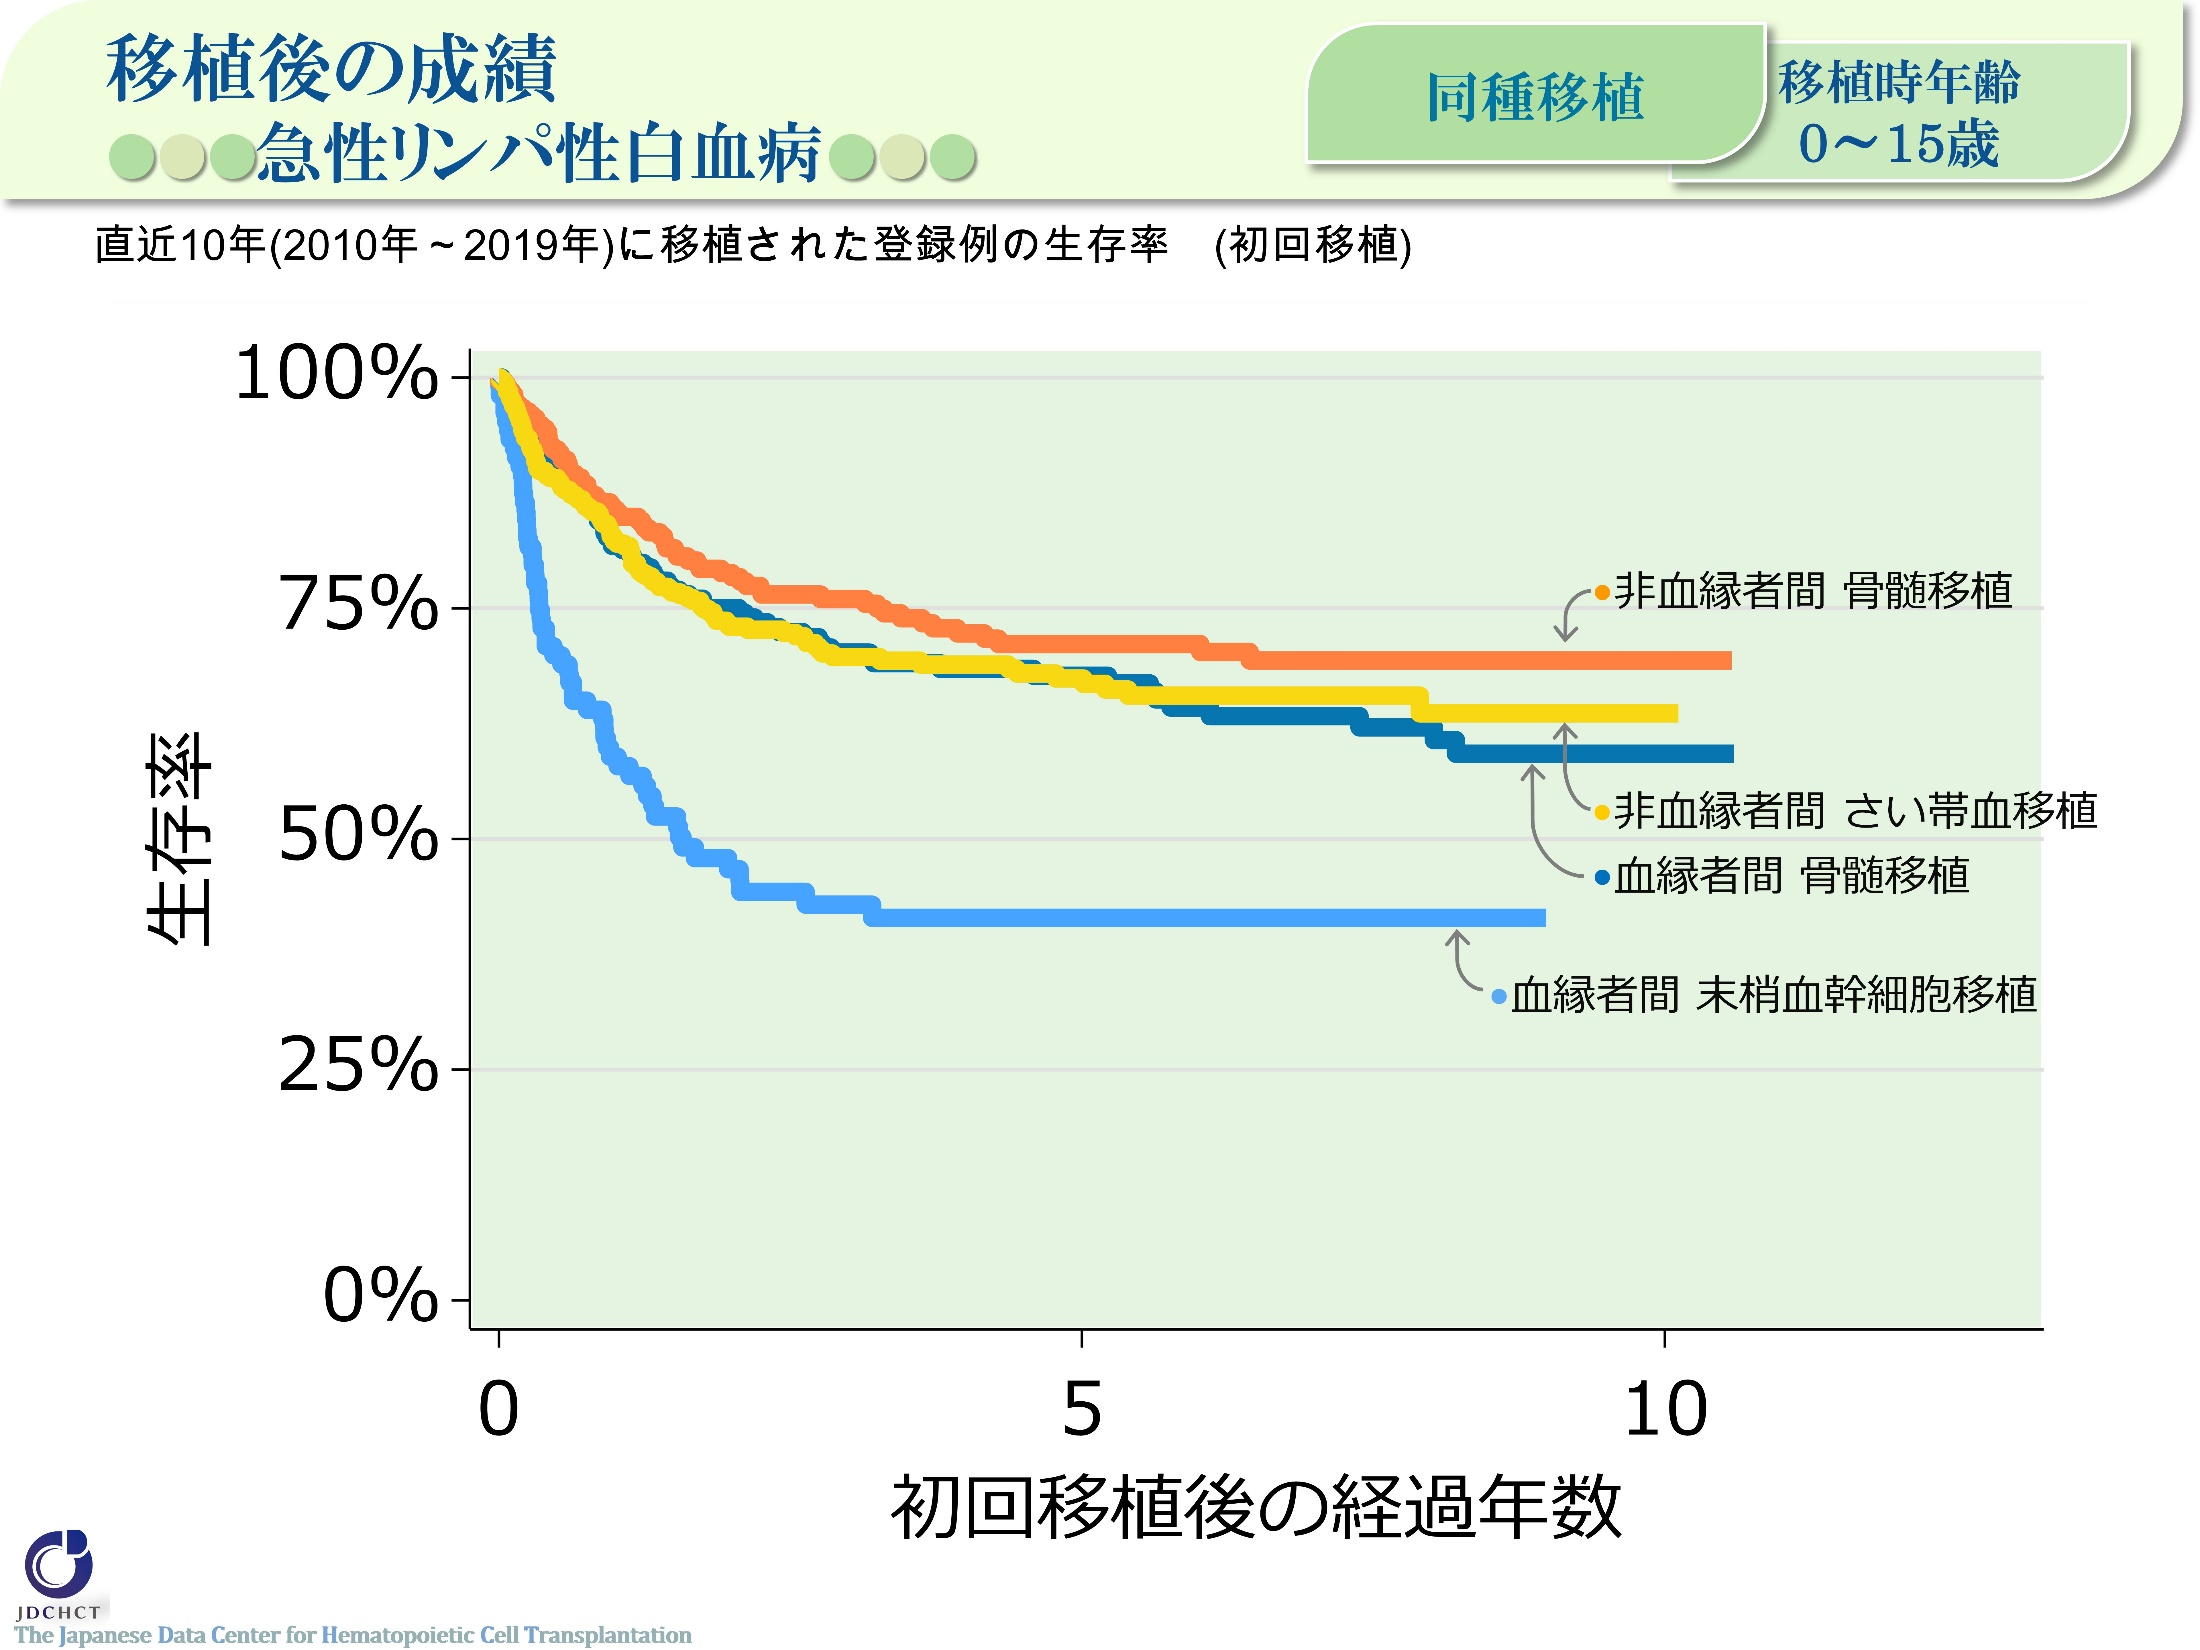 移植後の成績
急性リンパ性白血病
同種移植
移植時年齢
0～15歳
直近10年(2010年～2019年)に移植された登録例の生存率　(初回移植)
100%
75%
50%
25%
0%
生存率
非血縁者間 骨髄移植
非血縁者間 さい帯血移植
血縁者間 骨髄移植
血縁者間 末梢血幹細胞移植
0
5
10
初回移植後の経過年数
JDCHCT
The Japanese Data Center for Hematopoietic Cell Transplantation